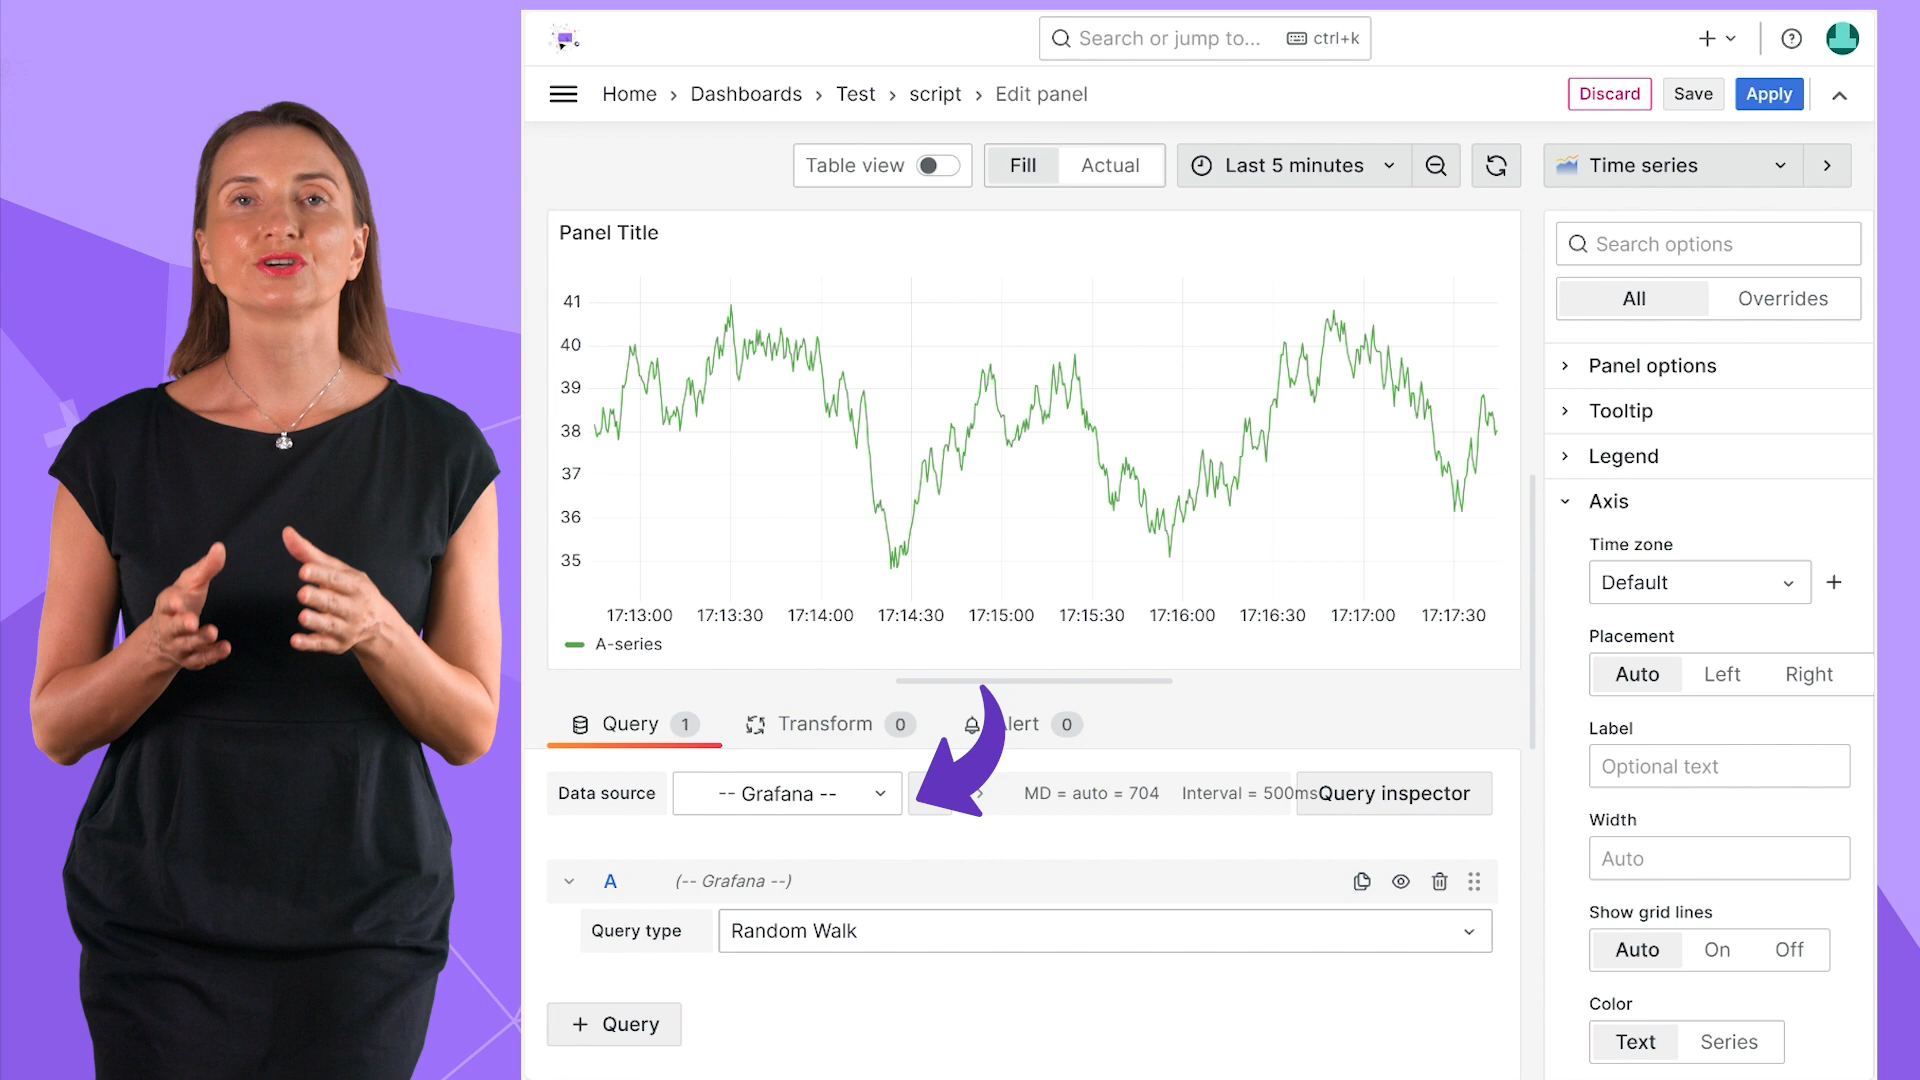 Search or jump to... ctrl+k
Home › Dashboards › Test › script › Edit panel
Discard Save Apply
Table view Fill Actual Last 5 minutes Time series
Panel Title
41
40
39
38
37
36
35
17:13:00 17:13:30 17:14:00 17:14:30 17:15:00 17:15:30 17:16:00 17:16:30 17:17:00 17:17:30
A-series
Query 1 Transform 0 lert 0
Data source -- Grafana -- MD = auto = 704 Interval = 500ms Query inspector
A (-- Grafana --)
Query type Random Walk
+ Query
Search options
All Overrides
Panel options
Tooltip
Legend
Axis
Time zone
Default
Placement
Auto Left Right
Label
Optional text
Width
Auto
Show grid lines
Auto On Off
Color
Text Series